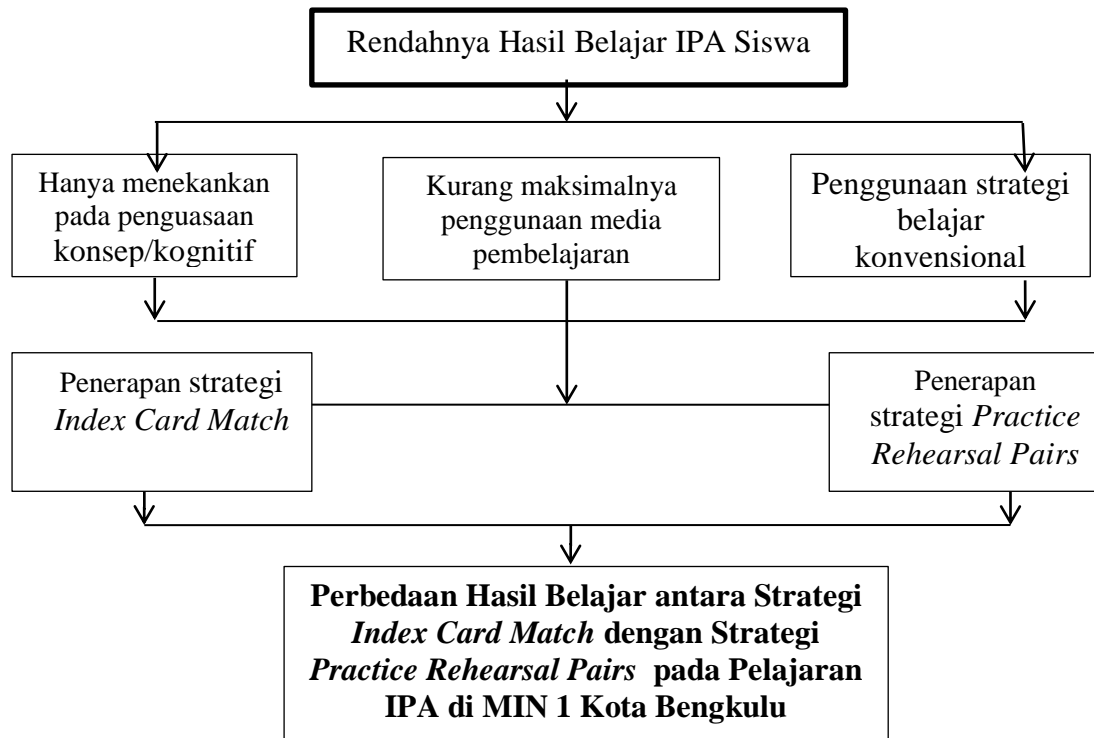 Rendahnya Hasil Belajar IPA Siswa
Hanya menekankan
pada penguasaan
konsep/kognitif
Kurang maksimalnya
penggunaan media
pembelajaran
Penggunaan strategi
belajar
konvensional
Penerapan strategi
Index Card Match
Penerapan
strategi Practice
Rehearsal Pairs
Perbedaan Hasil Belajar antara Strategi
Index Card Match dengan Strategi
Practice Rehearsal Pairs pada Pelajaran
IPA di MIN 1 Kota Bengkulu